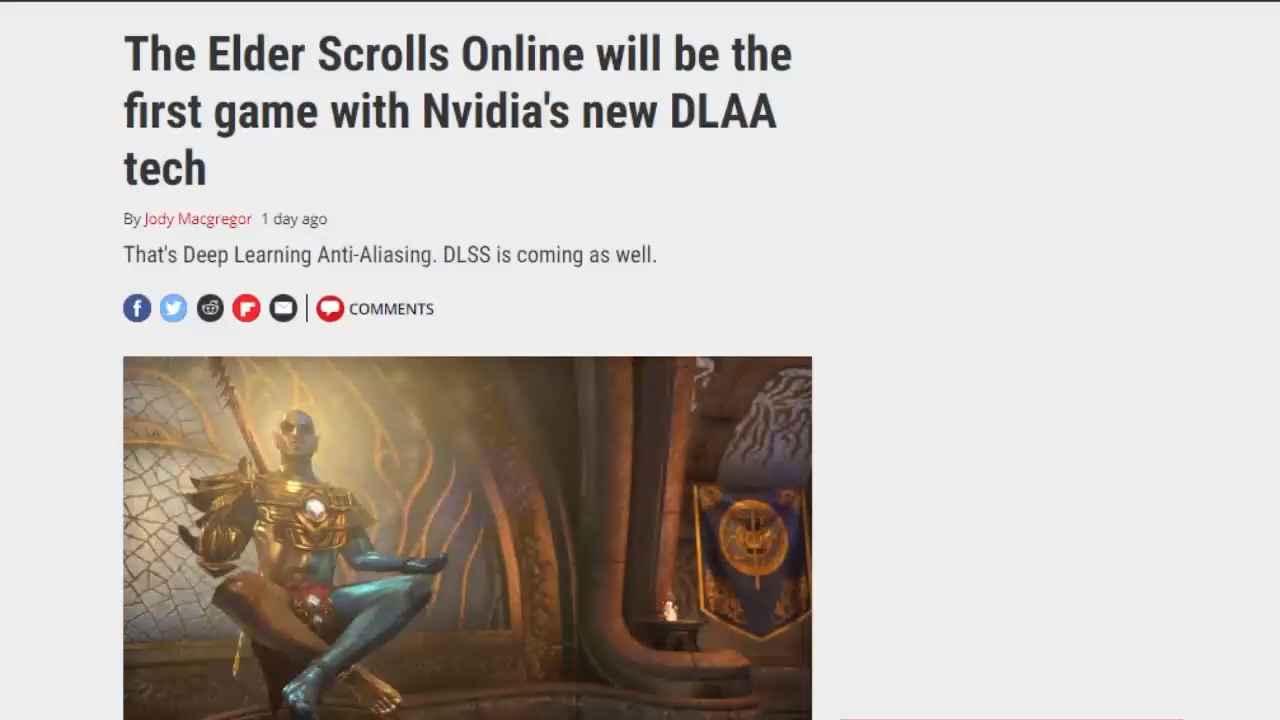 The Elder Scrolls Online will be the
first game with Nvidia's new DLAA
tech
By Jody Macgregor 1 day ago
That's Deep Learning Anti-Aliasing. DLSS is coming as well.
COMMENTS